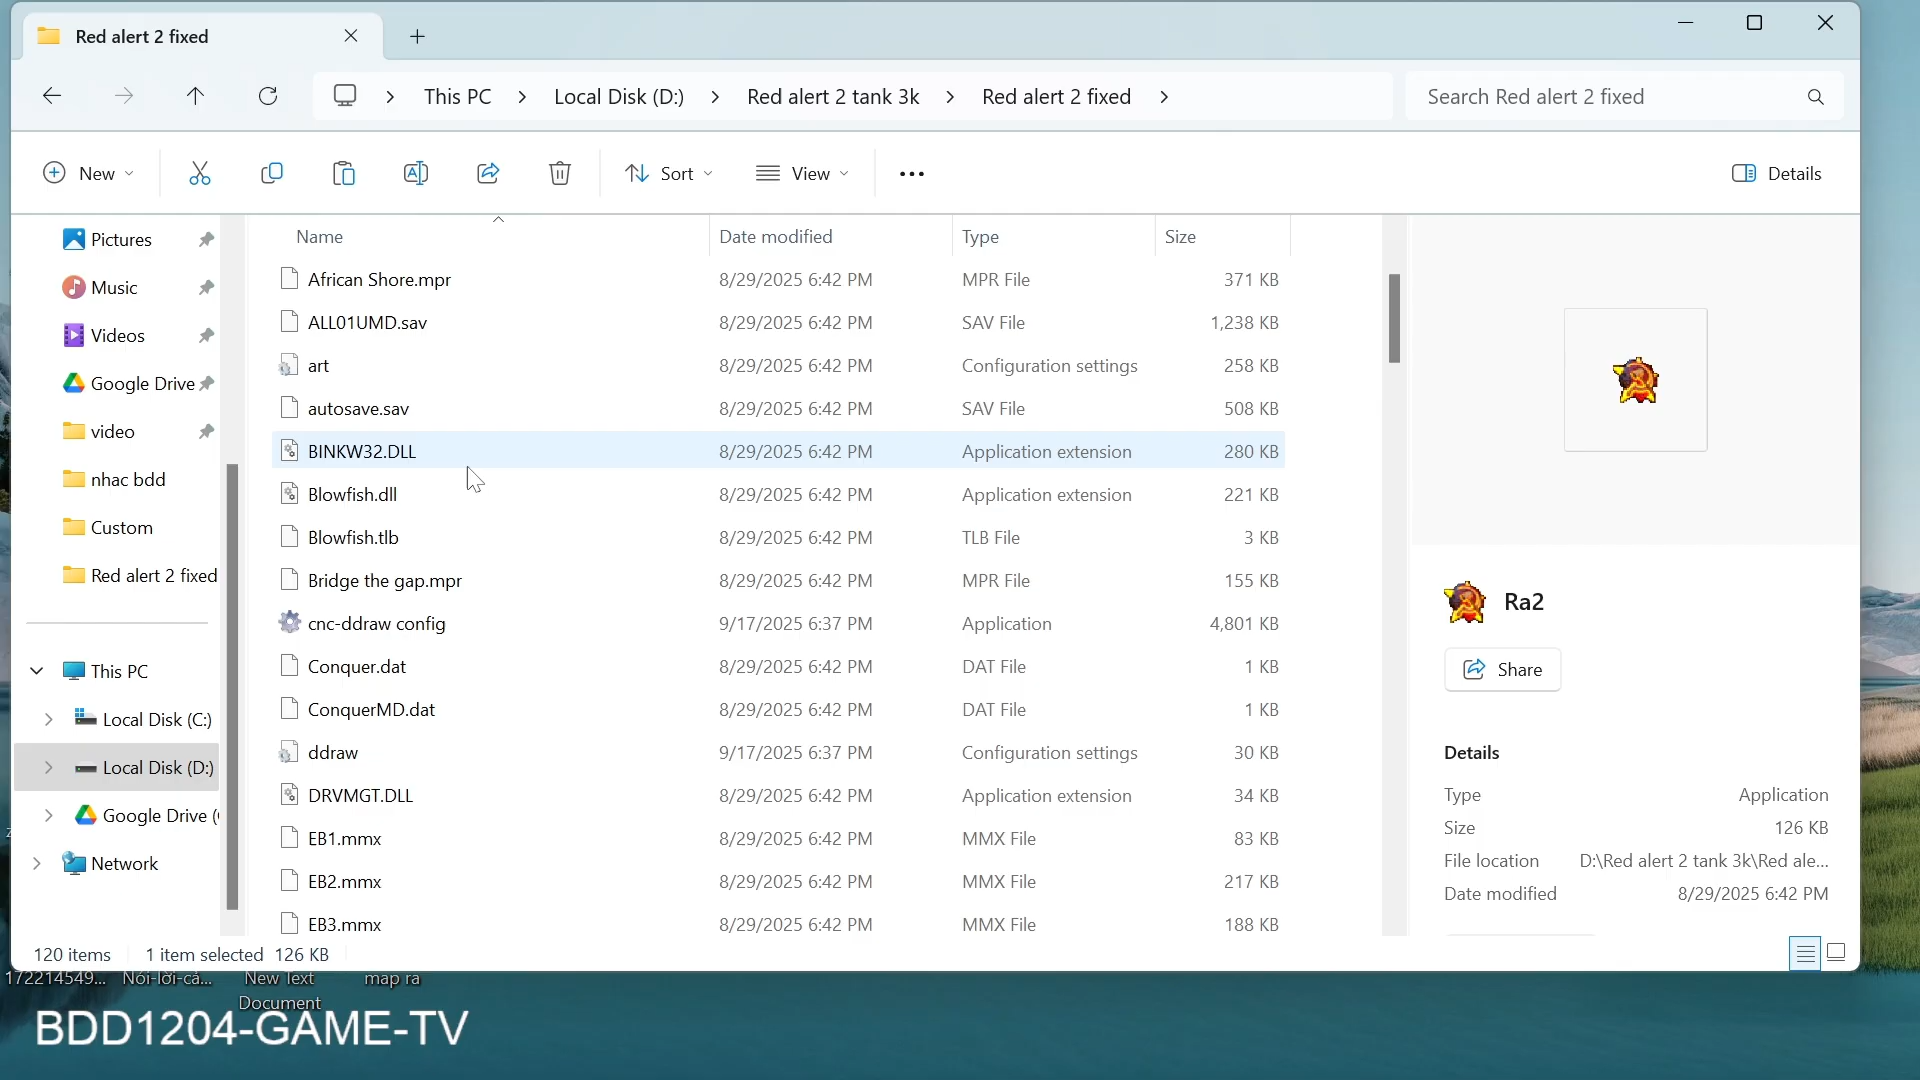 Red alert 2 fixed
This PC > Local Disk (D:) > Red alert 2 tank 3k > Red alert 2 fixed >
Search Red alert 2 fixed
New
Sort
View
Details
Pictures
Music
Videos
Google Drive
video
nhac bdd
Custom
Red alert 2 fixed
This PC
Local Disk (C:)
Local Disk (D:)
Google Drive (
Network
Name Date modified Type Size
African Shore.mpr 8/29/2025 6:42 PM MPR File 371 KB
ALL01UMD.sav 8/29/2025 6:42 PM SAV File 1,238 KB
art 8/29/2025 6:42 PM Configuration settings 258 KB
autosave.sav 8/29/2025 6:42 PM SAV File 508 KB
BINKW32.DLL 8/29/2025 6:42 PM Application extension 280 KB
Blowfish.dll 8/29/2025 6:42 PM Application extension 221 KB
Blowfish.tlb 8/29/2025 6:42 PM TLB File 3 KB
Bridge the gap.mpr 8/29/2025 6:42 PM MPR File 155 KB
cnc-ddraw config 9/17/2025 6:37 PM Application 4,801 KB
Conquer.dat 8/29/2025 6:42 PM DAT File 1 KB
ConquerMD.dat 8/29/2025 6:42 PM DAT File 1 KB
ddraw 9/17/2025 6:37 PM Configuration settings 30 KB
DRVMGT.DLL 8/29/2025 6:42 PM Application extension 34 KB
EB1.mmx 8/29/2025 6:42 PM MMX File 83 KB
EB2.mmx 8/29/2025 6:42 PM MMX File 217 KB
EB3.mmx 8/29/2025 6:42 PM MMX File 188 KB
Ra2
Share
Details
Type Application
Size 126 KB
File location D:\Red alert 2 tank 3k\Red ale...
Date modified 8/29/2025 6:42 PM
120 items 1 item selected 126 KB
172214549... Nói-lời-cả... New Text map ra
Document
BDD1204-GAME-TV